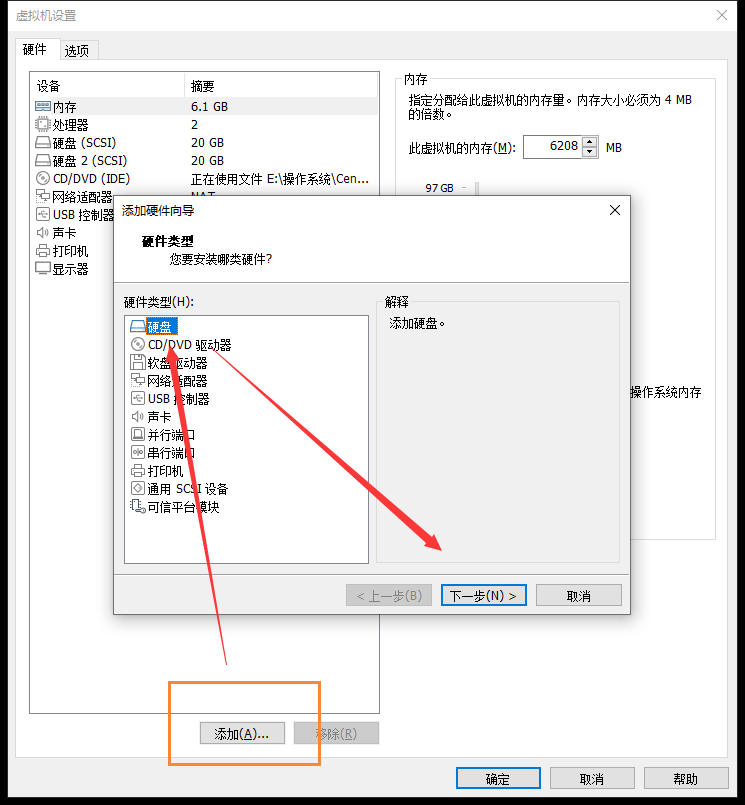 虚拟机设置
硬件 选项
设备 摘要
内存 6.1 GB
处理器 2
硬盘 (SCSI) 20 GB
硬盘 2 (SCSI) 20 GB
CD/DVD (IDE) 正在使用文件 E:\操作系统\Cen...
网络适配器 NAT
USB 控制器
声卡
打印机
显示器
内存
指定分配给此虚拟机的内存量。内存大小必须为 4 MB
的倍数。
此虚拟机的内存(M): 6208 MB
97 GB
操作系统内存
添加硬件向导
硬件类型
您要安装哪类硬件?
硬件类型(H):
硬盘
CD/DVD 驱动器
软盘驱动器
网络适配器
USB 控制器
声卡
并行端口
串行端口
打印机
通用 SCSI 设备
可信平台模块
解释
添加硬盘。
< 上一步(B) 下一步(N) > 取消
添加(A)... 移除(R)
确定 取消 帮助